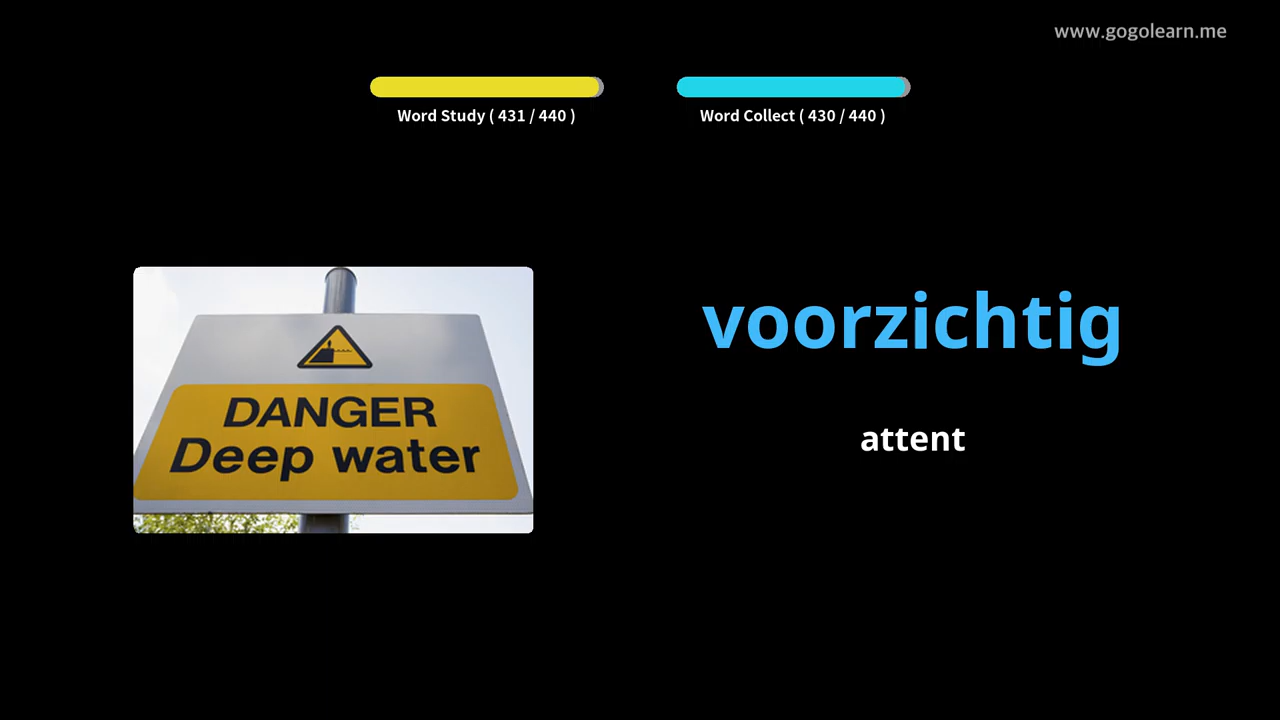 www.gogolearn.me
Word Study ( 431 / 440 )
Word Collect ( 430 / 440 )
DANGER
Deep water
voorzichtig
attent